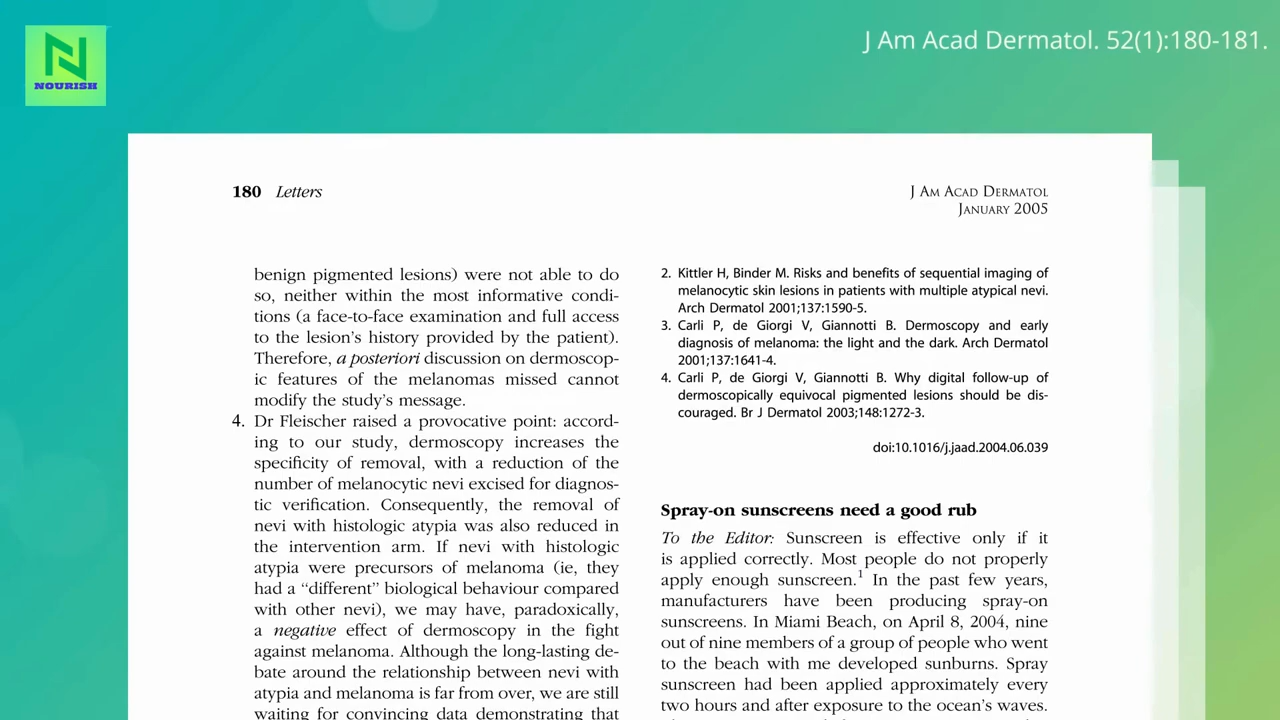 NOURISH
J Am Acad Dermatol. 52(1):180-181.
180 Letters
J AM ACAD DERMATOL
JANUARY 2005
benign pigmented lesions) were not able to do
so, neither within the most informative condi-
tions (a face-to-face examination and full access
to the lesion's history provided by the patient).
Therefore, a posteriori discussion on dermoscop-
ic features of the melanomas missed cannot
modify the study's message.
4. Dr Fleischer raised a provocative point: accord-
ing to our study, dermoscopy increases the
specificity of removal, with a reduction of the
number of melanocytic nevi excised for diagnos-
tic verification. Consequently, the removal of
nevi with histologic atypia was also reduced in
the intervention arm. If nevi with histologic
atypia were precursors of melanoma (ie, they
had a "different" biological behaviour compared
with other nevi), we may have, paradoxically,
a negative effect of dermoscopy in the fight
against melanoma. Although the long-lasting de-
bate around the relationship between nevi with
atypia and melanoma is far from over, we are still
waiting for convincing data demonstrating that
2. Kittler H, Binder M. Risks and benefits of sequential imaging of
melanocytic skin lesions in patients with multiple atypical nevi.
Arch Dermatol 2001;137:1590-5.
3. Carli P, de Giorgi V, Giannotti B. Dermoscopy and early
diagnosis of melanoma: the light and the dark. Arch Dermatol
2001;137:1641-4.
4. Carli P, de Giorgi V, Giannotti B. Why digital follow-up of
dermoscopically equivocal pigmented lesions should be dis-
couraged. Br J Dermatol 2003;148:1272-3.
doi:10.1016/j.jaad.2004.06.039
Spray-on sunscreens need a good rub
To the Editor: Sunscreen is effective only if it
is applied correctly. Most people do not properly
apply enough sunscreen.1 In the past few years,
manufacturers have been producing spray-on
sunscreens. In Miami Beach, on April 8, 2004, nine
out of nine members of a group of people who went
to the beach with me developed sunburns. Spray
sunscreen had been applied approximately every
two hours and after exposure to the ocean's waves.